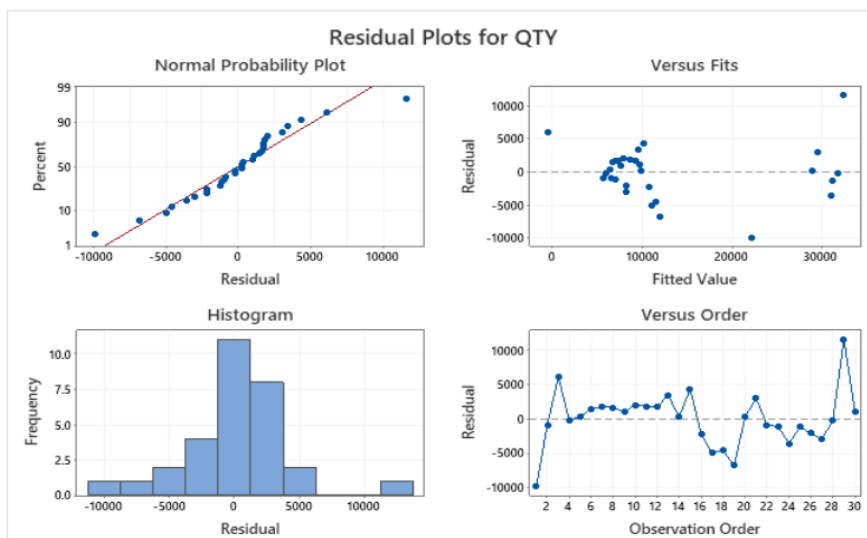 Residual Plots for QTY
Normal Probability Plot
99
90
50
10
1
Percent
-10000 -5000 0 5000 10000
Residual
Versus Fits
10000
5000
0
-5000
-10000
Residual
0 10000 20000 30000
Fitted Value
Histogram
10.0
7.5
5.0
2.5
0.0
Frequency
-10000 -5000 0 5000 10000
Residual
Versus Order
10000
5000
0
-5000
-10000
Residual
2 4 6 8 10 12 14 16 18 20 22 24 26 28 30
Observation Order